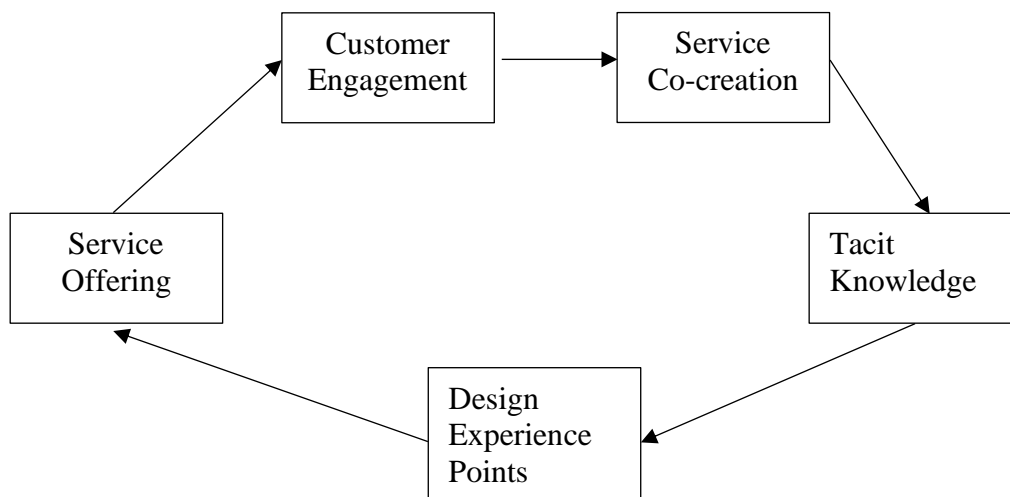 Customer
Engagement
Service
Co-creation
Service
Offering
Tacit
Knowledge
Design
Experience
Points